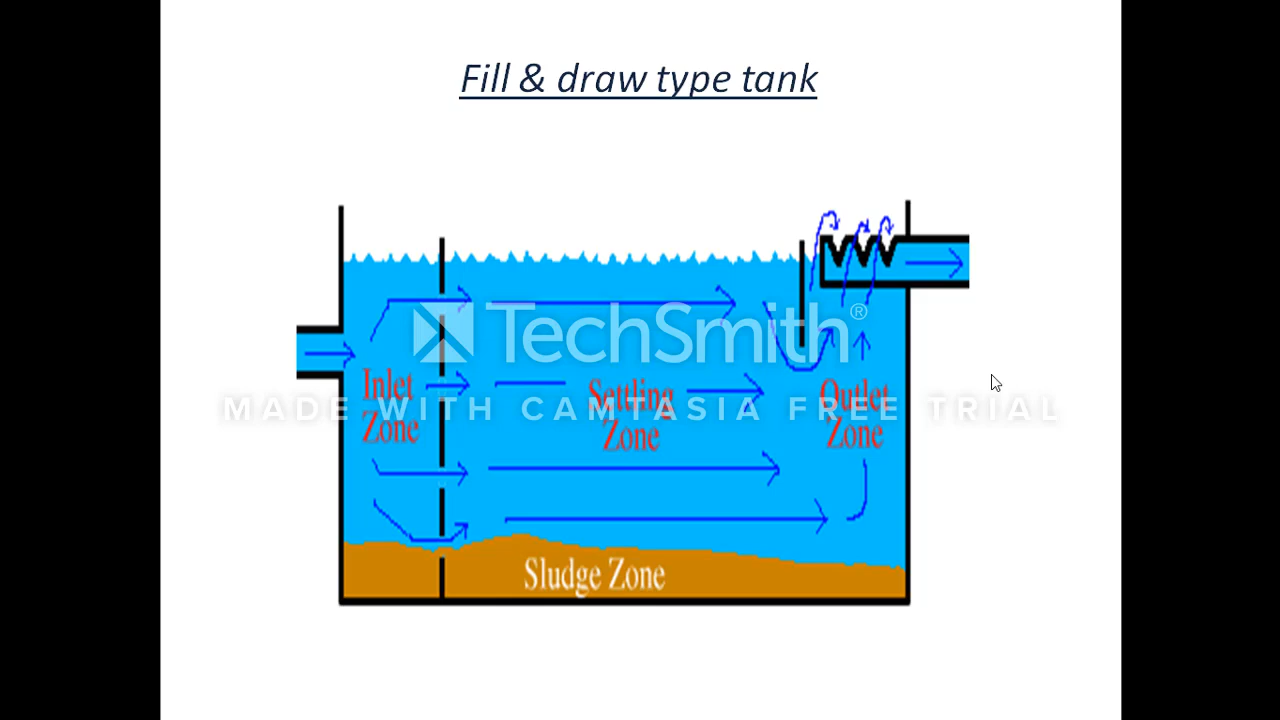 Fill & draw type tank
TechSmith®
MADE WITH CAMTASIA FREE TRIAL
Inlet
Zone
Settling
Zone
Outlet
Zone
Sludge Zone